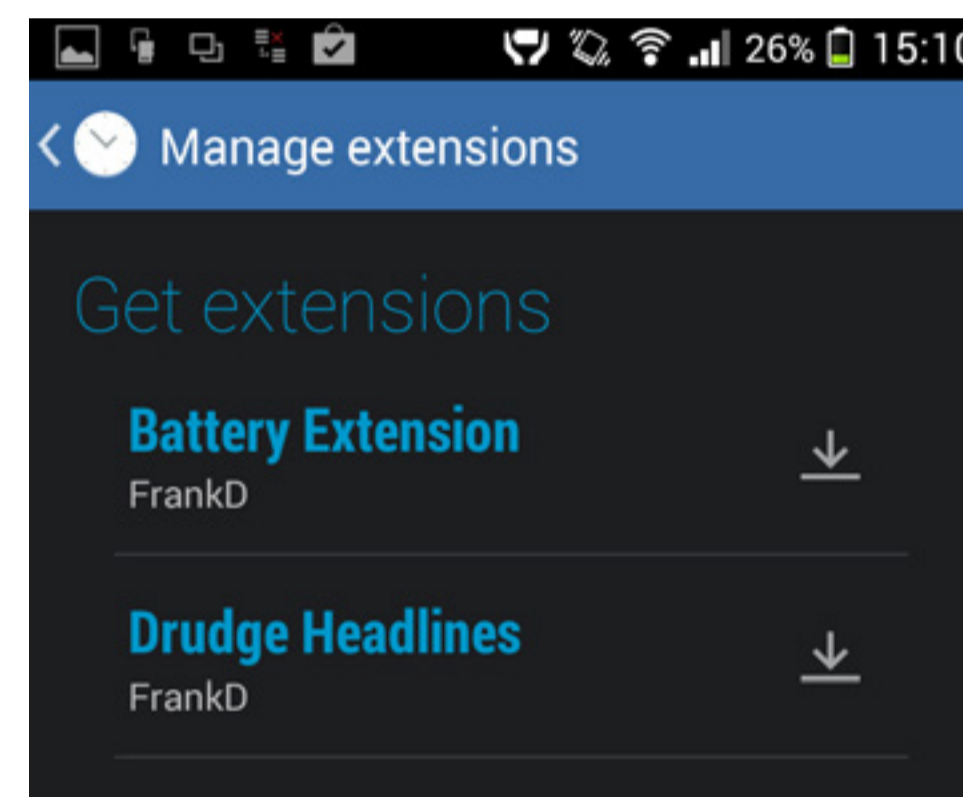 26% 15:10
Manage extensions
Get extensions
Battery Extension
FrankD
Drudge Headlines
FrankD